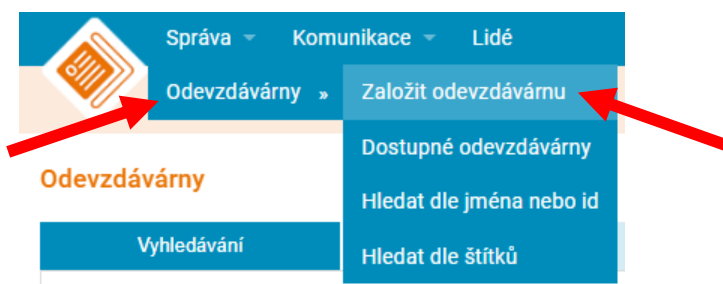 Správa Komunikace Lidé
Odevzdávárny » Založit odevzdávárnu
Dostupné odevzdávárny
Odevzdávárny
Hledat dle jména nebo id
Vyhledávání
Hledat dle štítků